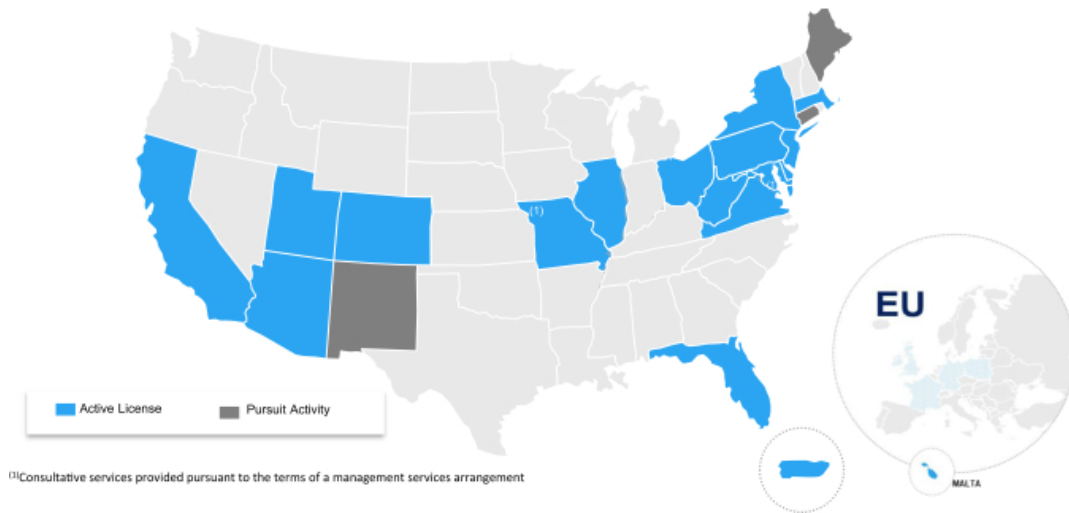 (1)
EU
Active License
Pursuit Activity
(1)Consultative services provided pursuant to the terms of a management services arrangement
MALTA